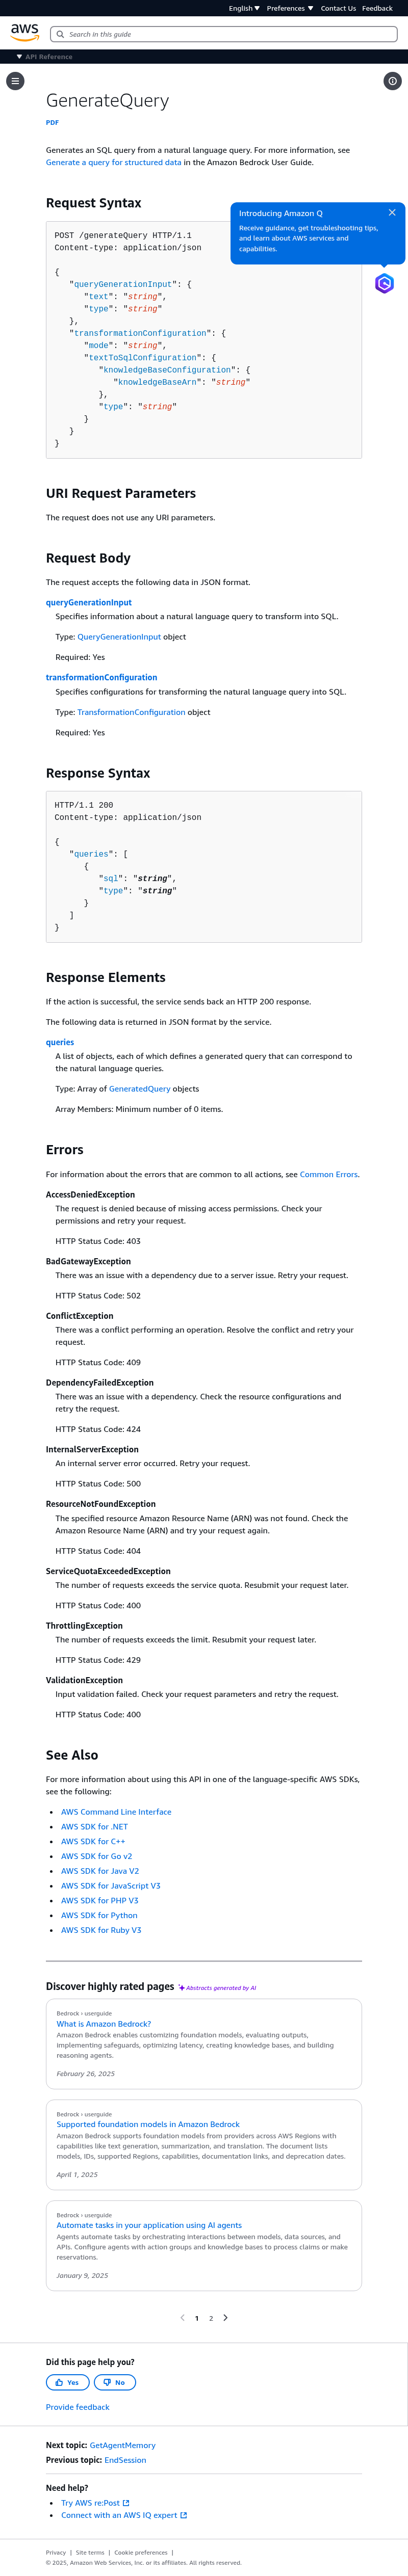 English Preferences Contact Us Feedback
aws
Search in this guide
API Reference
GenerateQuery
PDF
Generates an SQL query from a natural language query. For more information, see
Generate a query for structured data in the Amazon Bedrock User Guide.
Request Syntax
Introducing Amazon Q
Receive guidance, get troubleshooting tips,
and learn about AWS services and
capabilities.
POST /generateQuery HTTP/1.1
Content-type: application/json
{
"queryGenerationInput": {
"text": "string",
"type": "string"
},
"transformationConfiguration": {
"mode": "string",
"textToSqlConfiguration": {
"knowledgeBaseConfiguration": {
"knowledgeBaseArn": "string"
},
"type": "string"
}
}
}
URI Request Parameters
The request does not use any URI parameters.
Request Body
The request accepts the following data in JSON format.
queryGenerationInput
Specifies information about a natural language query to transform into SQL.
Type: QueryGenerationInput object
Required: Yes
transformationConfiguration
Specifies configurations for transforming the natural language query into SQL.
Type: TransformationConfiguration object
Required: Yes
Response Syntax
HTTP/1.1 200
Content-type: application/json
{
"queries": [
{
"sql": "string",
"type": "string"
}
]
}
Response Elements
If the action is successful, the service sends back an HTTP 200 response.
The following data is returned in JSON format by the service.
queries
A list of objects, each of which defines a generated query that can correspond to
the natural language queries.
Type: Array of GeneratedQuery objects
Array Members: Minimum number of 0 items.
Errors
For information about the errors that are common to all actions, see Common Errors.
AccessDeniedException
The request is denied because of missing access permissions. Check your
permissions and retry your request.
HTTP Status Code: 403
BadGatewayException
There was an issue with a dependency due to a server issue. Retry your request.
HTTP Status Code: 502
ConflictException
There was a conflict performing an operation. Resolve the conflict and retry your
request.
HTTP Status Code: 409
DependencyFailedException
There was an issue with a dependency. Check the resource configurations and
retry the request.
HTTP Status Code: 424
InternalServerException
An internal server error occurred. Retry your request.
HTTP Status Code: 500
ResourceNotFoundException
The specified resource Amazon Resource Name (ARN) was not found. Check the
Amazon Resource Name (ARN) and try your request again.
HTTP Status Code: 404
ServiceQuotaExceededException
The number of requests exceeds the service quota. Resubmit your request later.
HTTP Status Code: 400
ThrottlingException
The number of requests exceeds the limit. Resubmit your request later.
HTTP Status Code: 429
ValidationException
Input validation failed. Check your request parameters and retry the request.
HTTP Status Code: 400
See Also
For more information about using this API in one of the language-specific AWS SDKs,
see the following:
• AWS Command Line Interface
• AWS SDK for .NET
• AWS SDK for C++
• AWS SDK for Go v2
• AWS SDK for Java V2
• AWS SDK for JavaScript V3
• AWS SDK for PHP V3
• AWS SDK for Python
• AWS SDK for Ruby V3
Discover highly rated pages Abstracts generated by AI
Bedrock › userguide
What is Amazon Bedrock?
Amazon Bedrock enables customizing foundation models, evaluating outputs,
implementing safeguards, optimizing latency, creating knowledge bases, and building
reasoning agents.
February 26, 2025
Bedrock › userguide
Supported foundation models in Amazon Bedrock
Amazon Bedrock supports foundation models from providers across AWS Regions with
capabilities like text generation, summarization, and translation. The document lists
models, IDs, supported Regions, capabilities, documentation links, and deprecation dates.
April 1, 2025
Bedrock › userguide
Automate tasks in your application using AI agents
Agents automate tasks by orchestrating interactions between models, data sources, and
APIs. Configure agents with action groups and knowledge bases to process claims or make
reservations.
January 9, 2025
1 2
Did this page help you?
Yes No
Provide feedback
Next topic: GetAgentMemory
Previous topic: EndSession
Need help?
• Try AWS re:Post
• Connect with an AWS IQ expert
Privacy | Site terms | Cookie preferences |
© 2025, Amazon Web Services, Inc. or its affiliates. All rights reserved.